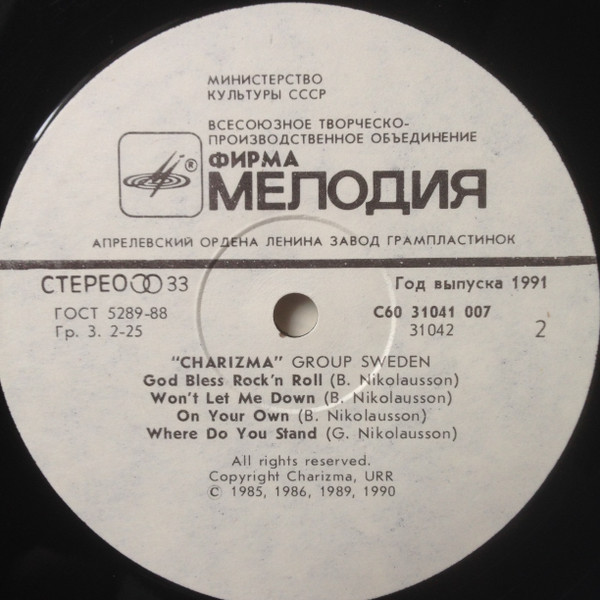 МИНИСТЕРСТВО
КУЛЬТУРЫ СССР
ВСЕСОЮЗНОЕ ТВОРЧЕСКО-
ПРОИЗВОДСТВЕННОЕ ОБЪЕДИНЕНИЕ
ФИРМА
®
МЕЛОДИЯ
АПРЕЛЕВСКИЙ ОРДЕНА ЛЕНИНА ЗАВОД ГРАМПЛАСТИНОК
СТЕРЕО 33 Год выпуска 1991
ГОСТ 5289-88 С60 31041 007
Гр. 3. 2-25 31042 2
"CHARIZMA" GROUP SWEDEN
God Bless Rock'n Roll (B. Nikolausson)
Won't Let Me Down (B. Nikolausson)
On Your Own (B. Nikolausson)
Where Do You Stand (G. Nikolausson)
All rights reserved.
Copyright Charizma, URR
© 1985, 1986, 1989, 1990